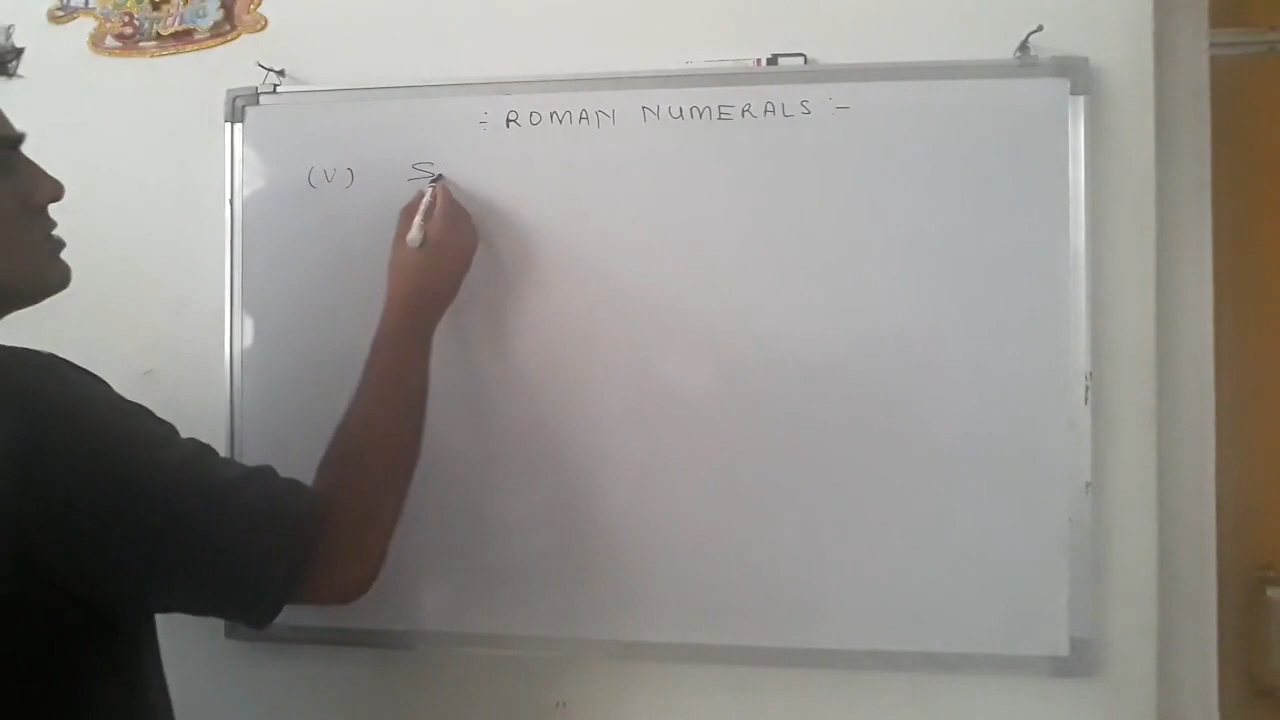 :- ROMAN NUMERALS :-
(V) S